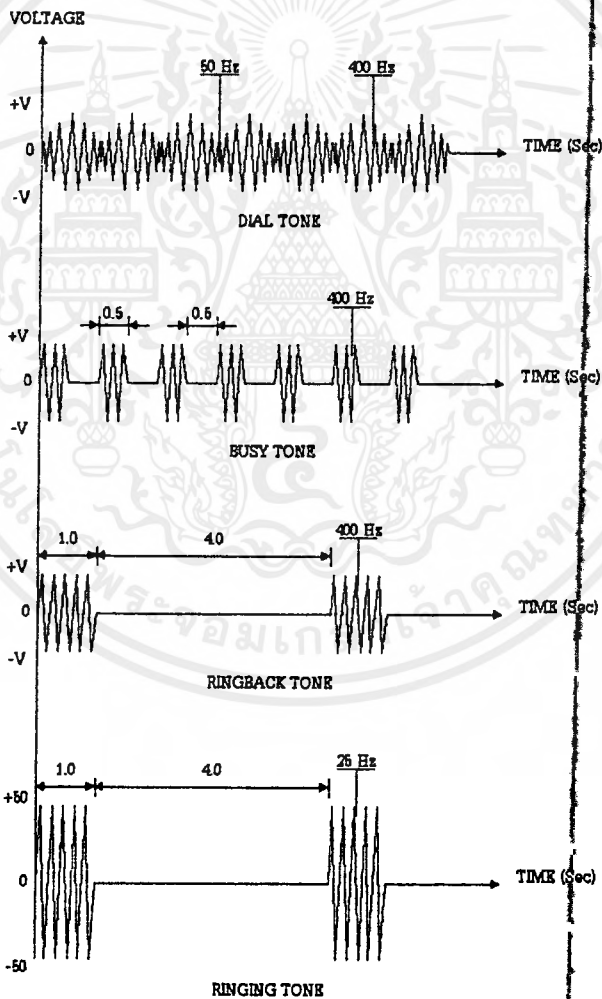 VOLTAGE
50 Hz 400 Hz
+V
0
-V
TIME (Sec)
DIAL TONE
0.5 0.5 400 Hz
+V
0
-V
TIME (Sec)
BUSY TONE
1.0 4.0 400 Hz
+V
0
-V
TIME (Sec)
RINGBACK TONE
1.0 4.0 25 Hz
+50
0
-50
TIME (Sec)
RINGING TONE